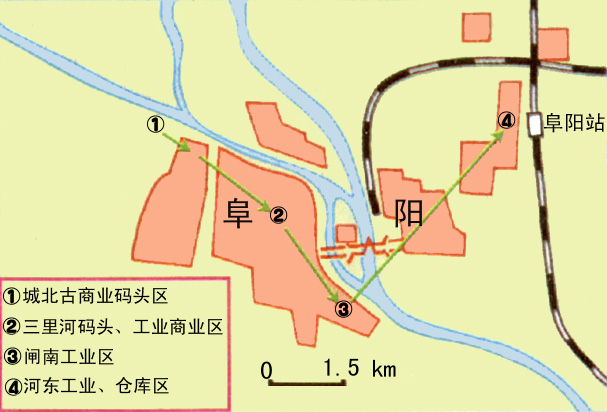 ①
④
阜阳站
阜 ② 阳
③
①城北古商业码头区
②三里河码头、工业商业区
③闸南工业区
④河东工业、仓库区
0 1.5 km